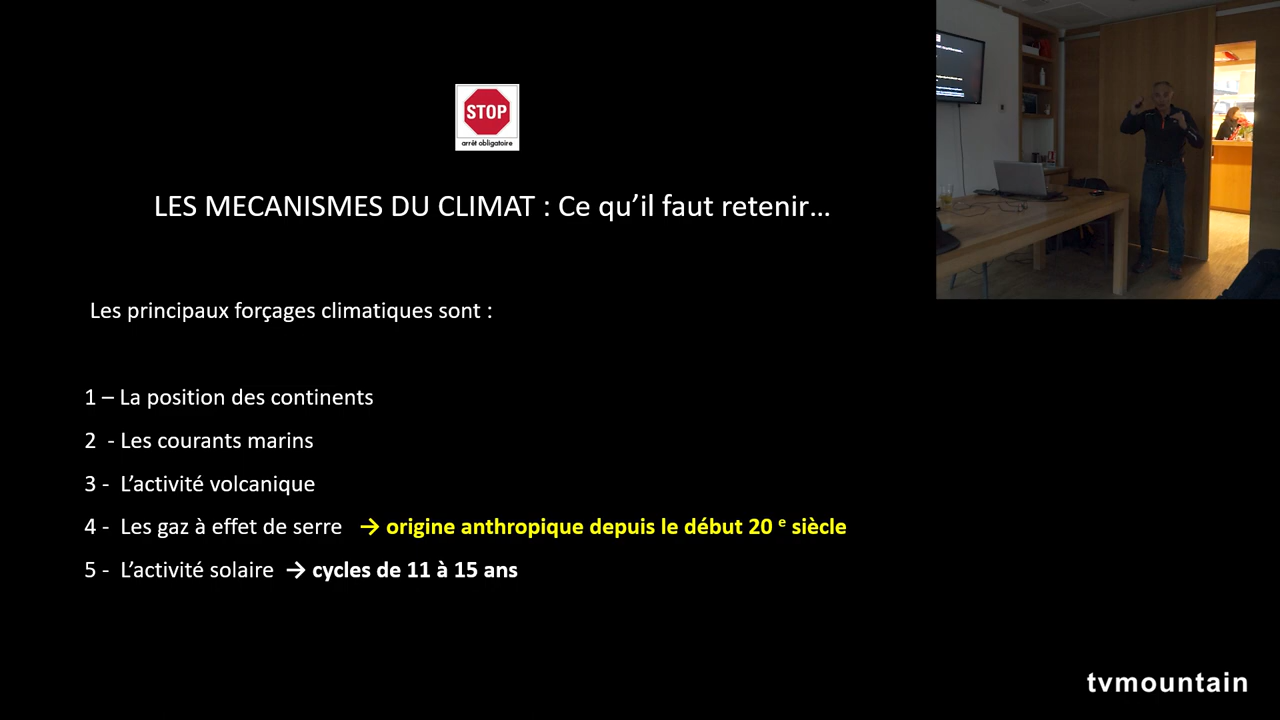 STOP
arrêt obligatoire
LES MECANISMES DU CLIMAT : Ce qu’il faut retenir…
Les principaux forçages climatiques sont :
1 – La position des continents
2 - Les courants marins
3 - L’activité volcanique
4 - Les gaz à effet de serre → origine anthropique depuis le début 20 e siècle
5 - L’activité solaire → cycles de 11 à 15 ans
tvmountain